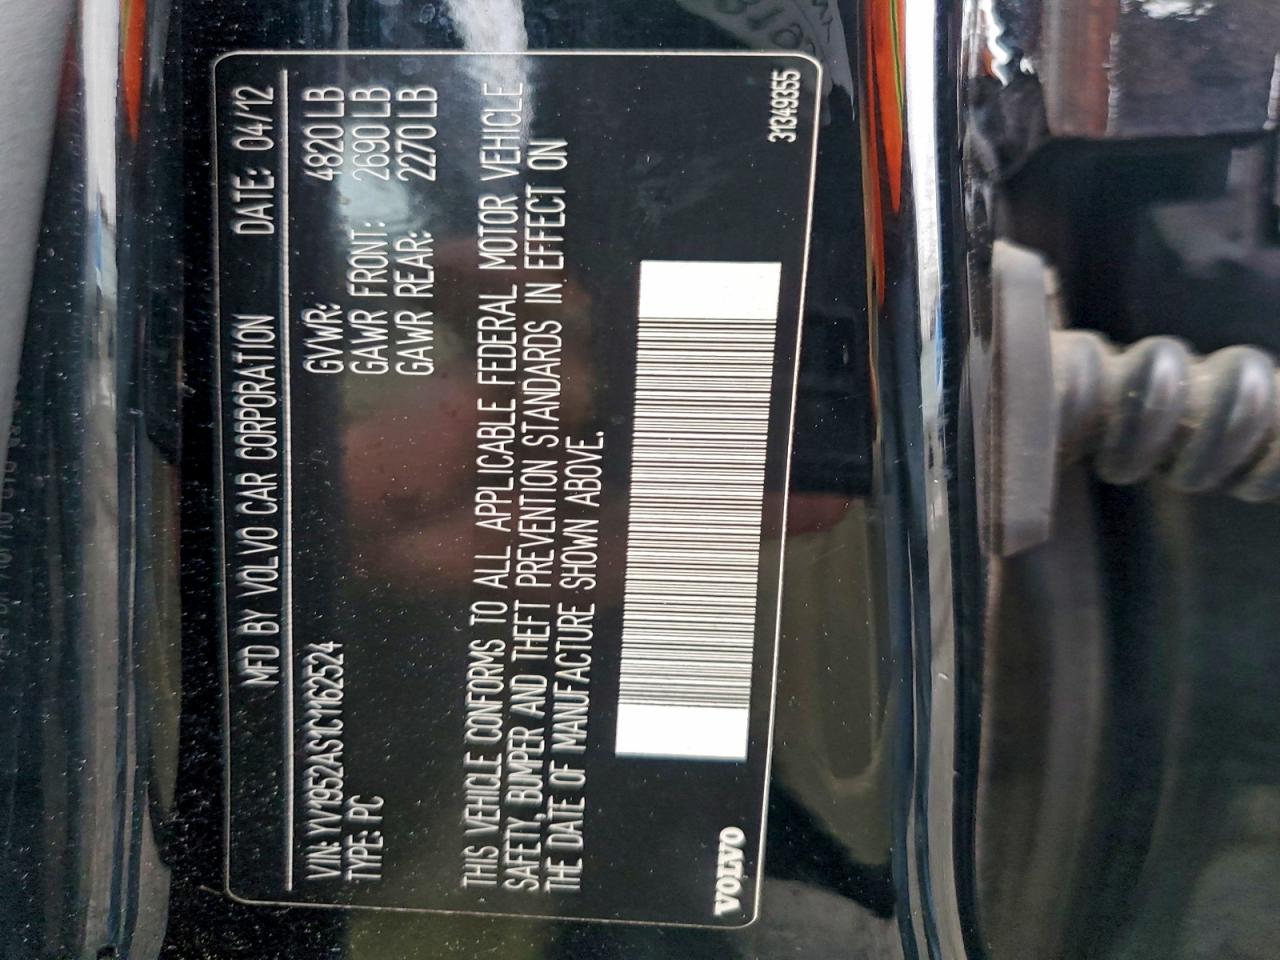 MFD BY VOLVO CAR CORPORATION DATE: 04/12
VIN: YV1952AS1C1162524 GVWR: 4820 LB
TYPE: PC GAWR FRONT: 2690 LB
GAWR REAR: 2270 LB
THIS VEHICLE CONFORMS TO ALL APPLICABLE FEDERAL MOTOR VEHICLE
SAFETY, BUMPER AND THEFT PREVENTION STANDARDS IN EFFECT ON
THE DATE OF MANUFACTURE SHOWN ABOVE.
VOLVO 31349355